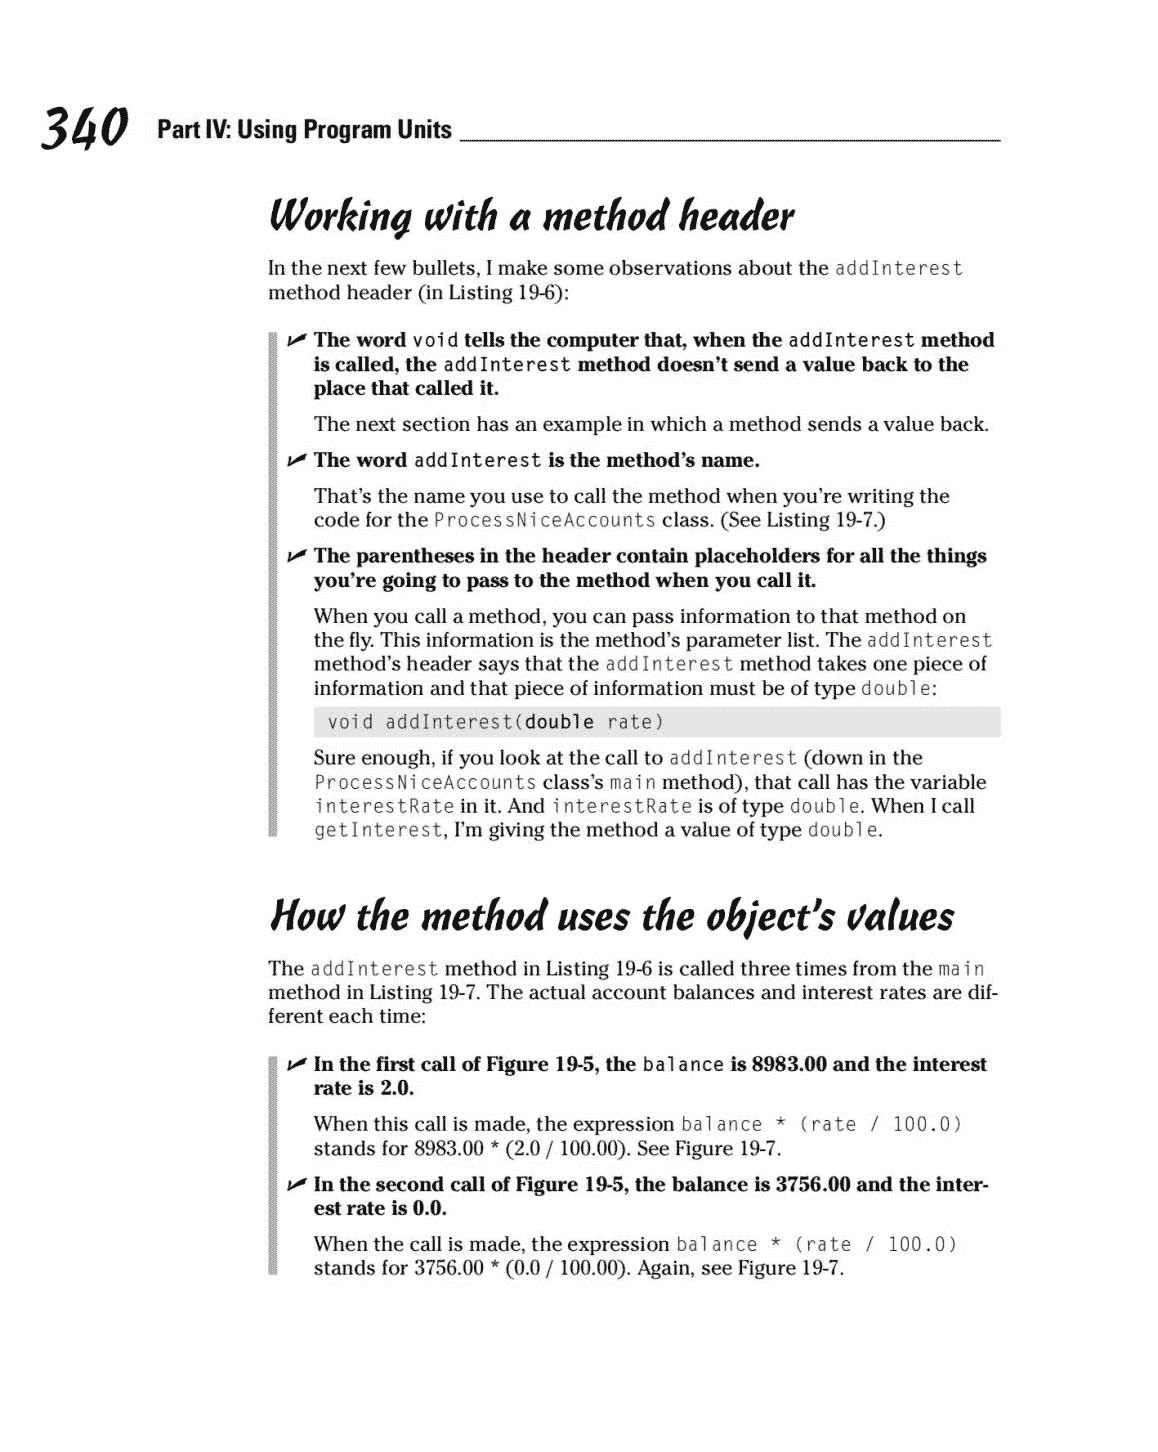 340 Part IV: Using Program Units
Working with a method header
In the next few bullets, I make some observations about the addInterest
method header (in Listing 19-6):
✓ The word void tells the computer that, when the addInterest method
is called, the addInterest method doesn't send a value back to the
place that called it.
The next section has an example in which a method sends a value back.
✓ The word addInterest is the method's name.
That's the name you use to call the method when you're writing the
code for the ProcessNiceAccounts class. (See Listing 19-7.)
✓ The parentheses in the header contain placeholders for all the things
you're going to pass to the method when you call it.
When you call a method, you can pass information to that method on
the fly. This information is the method's parameter list. The addInterest
method's header says that the addInterest method takes one piece of
information and that piece of information must be of type double:
void addInterest(double rate)
Sure enough, if you look at the call to addInterest (down in the
ProcessNiceAccounts class's main method), that call has the variable
interestRate in it. And interestRate is of type double. When I call
getInterest, I'm giving the method a value of type double.
How the method uses the object's values
The addInterest method in Listing 19-6 is called three times from the main
method in Listing 19-7. The actual account balances and interest rates are dif-
ferent each time:
✓ In the first call of Figure 19-5, the balance is 8983.00 and the interest
rate is 2.0.
When this call is made, the expression balance * (rate / 100.0)
stands for 8983.00 * (2.0 / 100.00). See Figure 19-7.
✓ In the second call of Figure 19-5, the balance is 3756.00 and the inter-
est rate is 0.0.
When the call is made, the expression balance * (rate / 100.0)
stands for 3756.00 * (0.0 / 100.00). Again, see Figure 19-7.